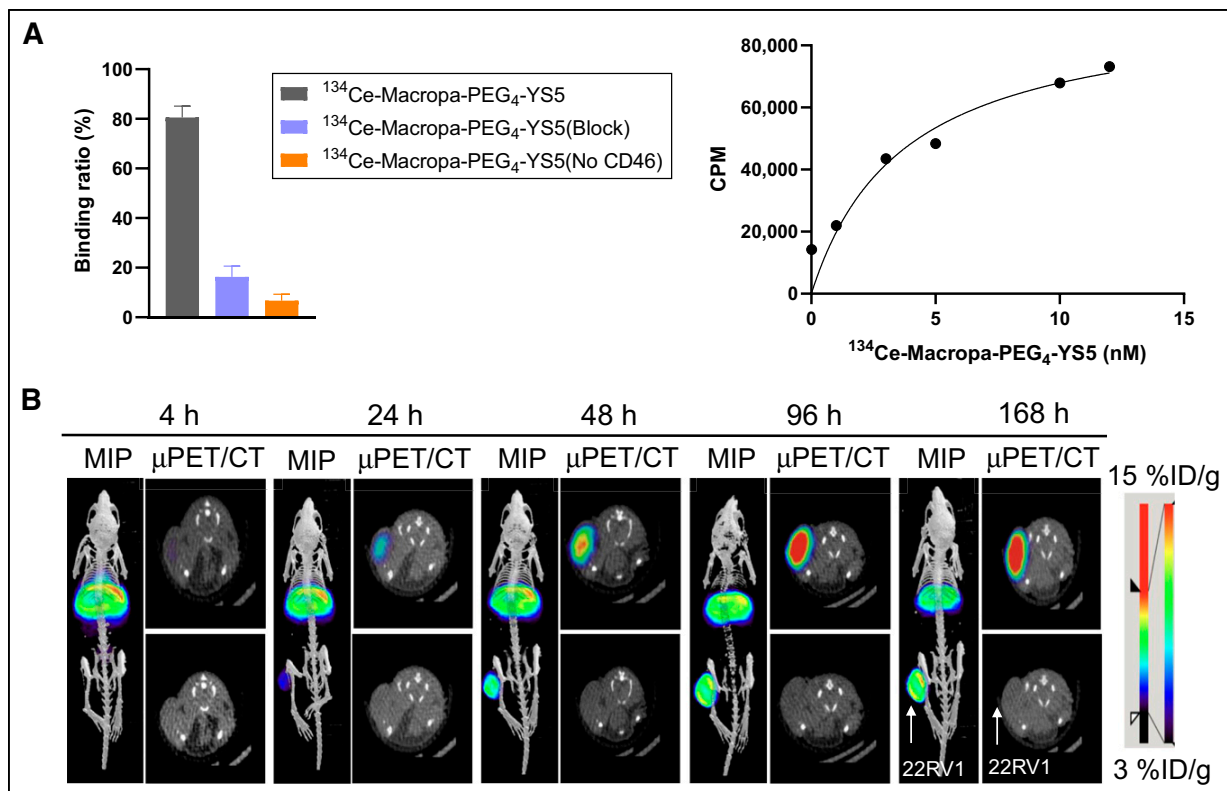 A
100
80
60
40
20
0
Binding ratio (%)
¹³⁴Ce-Macropa-PEG₄-YS5
¹³⁴Ce-Macropa-PEG₄-YS5(Block)
¹³⁴Ce-Macropa-PEG₄-YS5(No CD46)
80,000
60,000
40,000
20,000
0
CPM
0 5 10 15
¹³⁴Ce-Macropa-PEG₄-YS5 (nM)
B
4 h 24 h 48 h 96 h 168 h
MIP μPET/CT MIP μPET/CT MIP μPET/CT MIP μPET/CT MIP μPET/CT
15 %ID/g
22RV1 22RV1
3 %ID/g